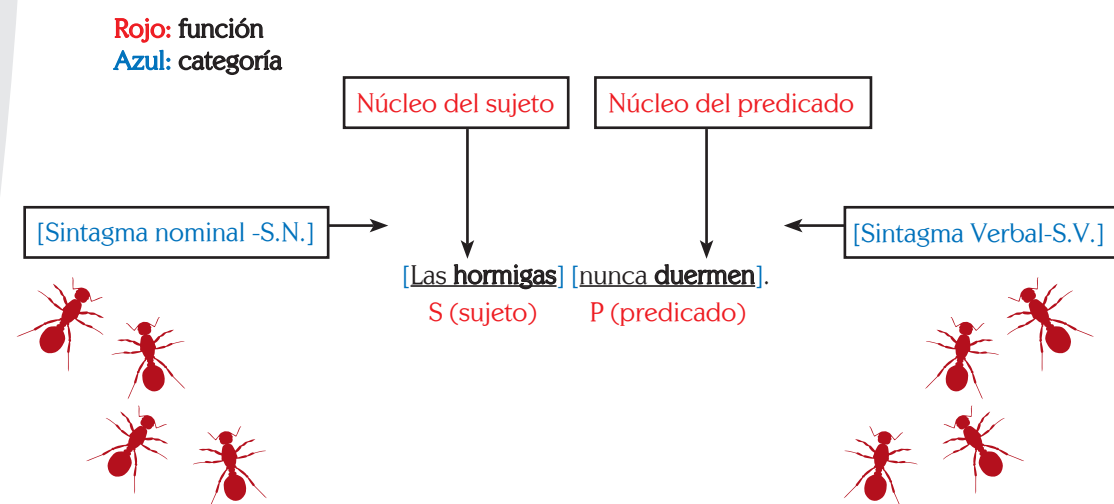 Rojo: función
Azul: categoría
Núcleo del sujeto
Núcleo del predicado
[Sintagma nominal -S.N.]
[Sintagma Verbal-S.V.]
[Las hormigas] [nunca duermen].
S (sujeto) P (predicado)